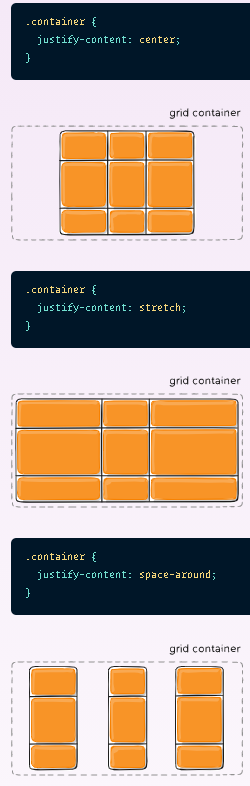 .container {
justify-content: center;
}
grid container
.container {
justify-content: stretch;
}
grid container
.container {
justify-content: space-around;
}
grid container